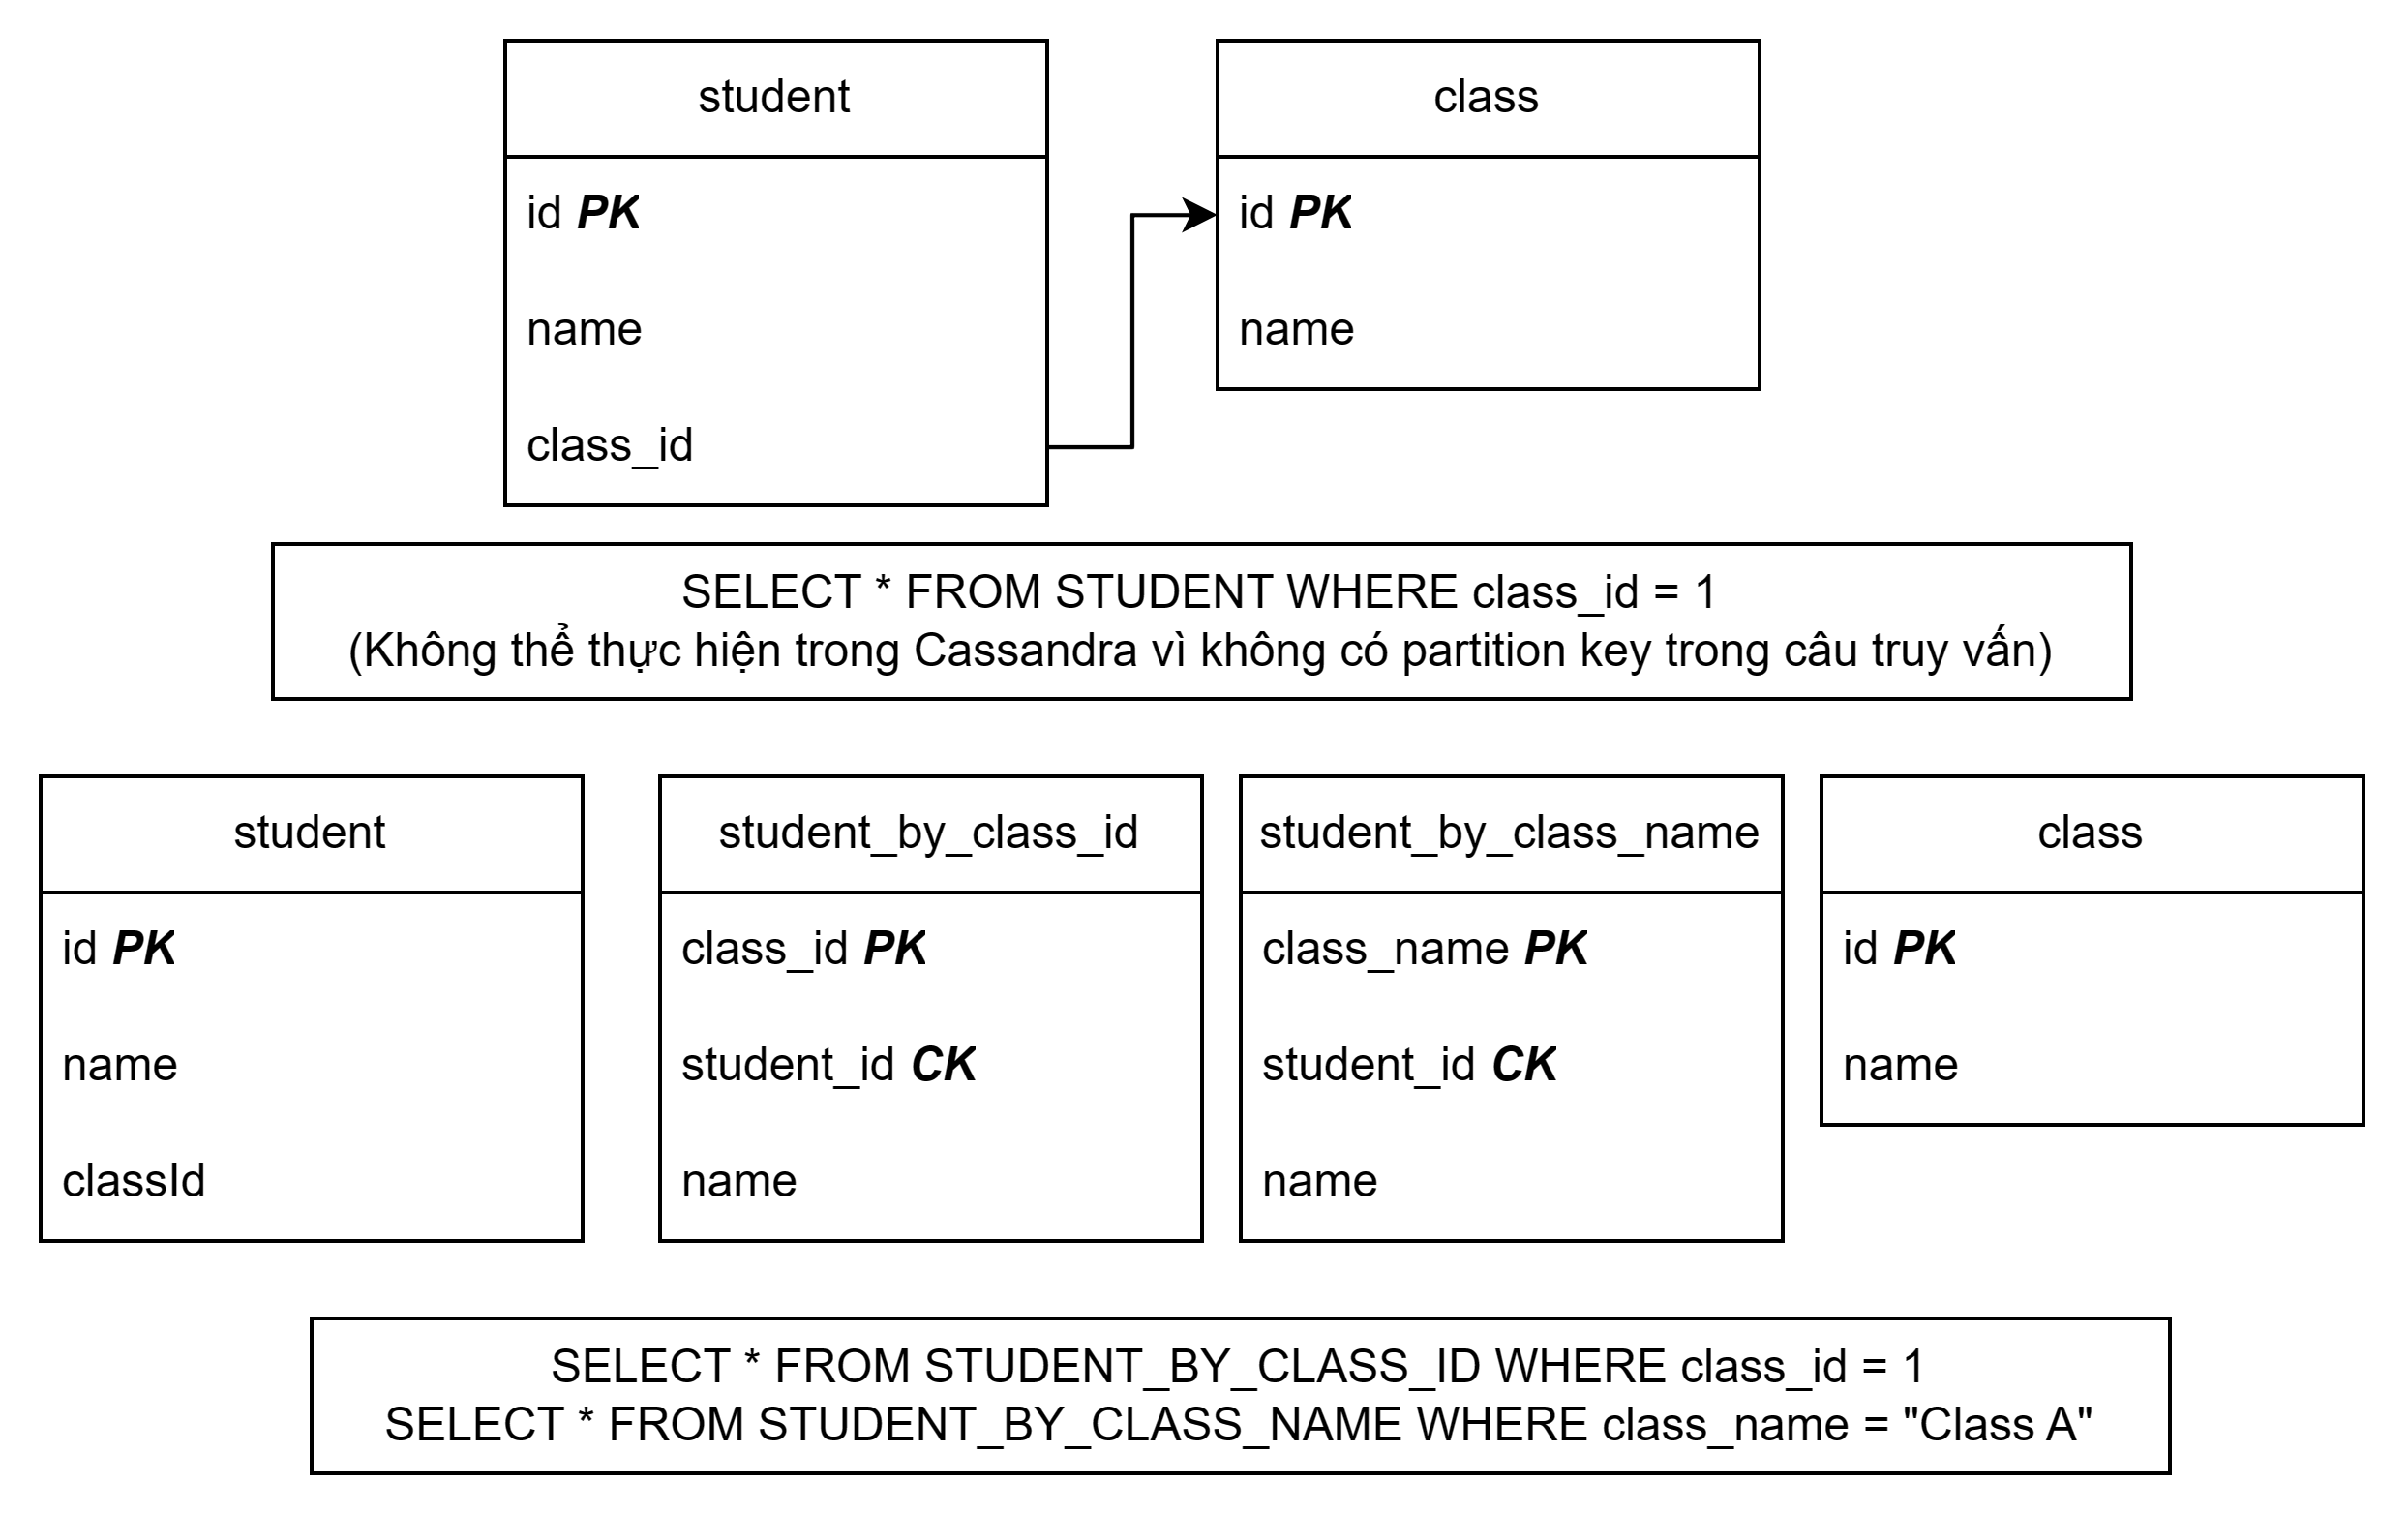 student
id PK
name
class_id
class
id PK
name
SELECT * FROM STUDENT WHERE class_id = 1
(Không thể thực hiện trong Cassandra vì không có partition key trong câu truy vấn)
student
id PK
name
classId
student_by_class_id
class_id PK
student_id CK
name
student_by_class_name
class_name PK
student_id CK
name
class
id PK
name
SELECT * FROM STUDENT_BY_CLASS_ID WHERE class_id = 1
SELECT * FROM STUDENT_BY_CLASS_NAME WHERE class_name = "Class A"